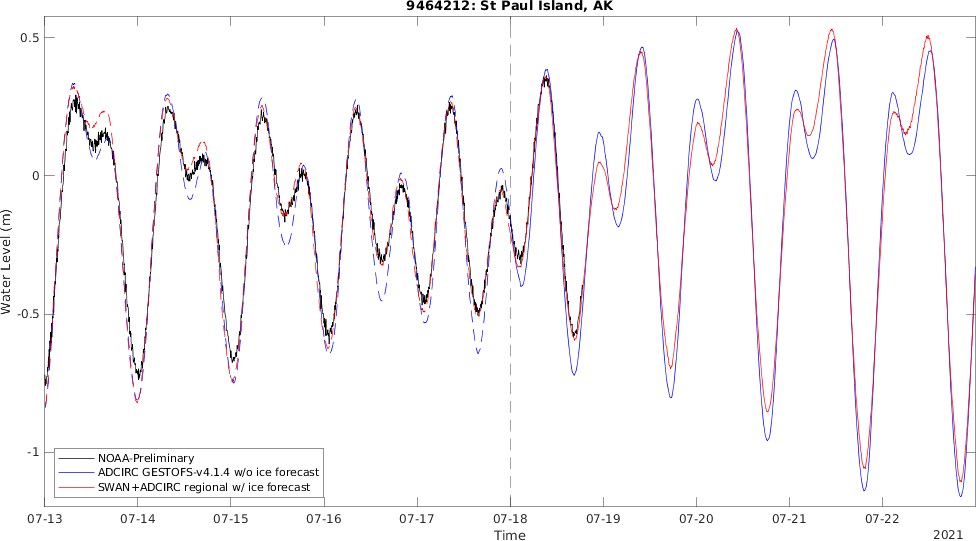 9464212: St Paul Island, AK
0.5
0
-0.5
-1
Water Level (m)
NOAA-Preliminary
ADCIRC GESTOFS-v4.1.4 w/o ice forecast
SWAN+ADCIRC regional w/ ice forecast
07-13 07-14 07-15 07-16 07-17 07-18 07-19 07-20 07-21 07-22
Time
2021